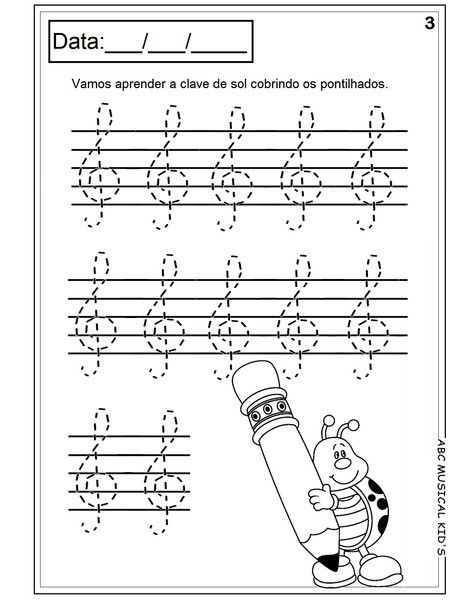 3
Data:___/___/_____
Vamos aprender a clave de sol cobrindo os pontilhados.
ABC MUSICAL KID'S